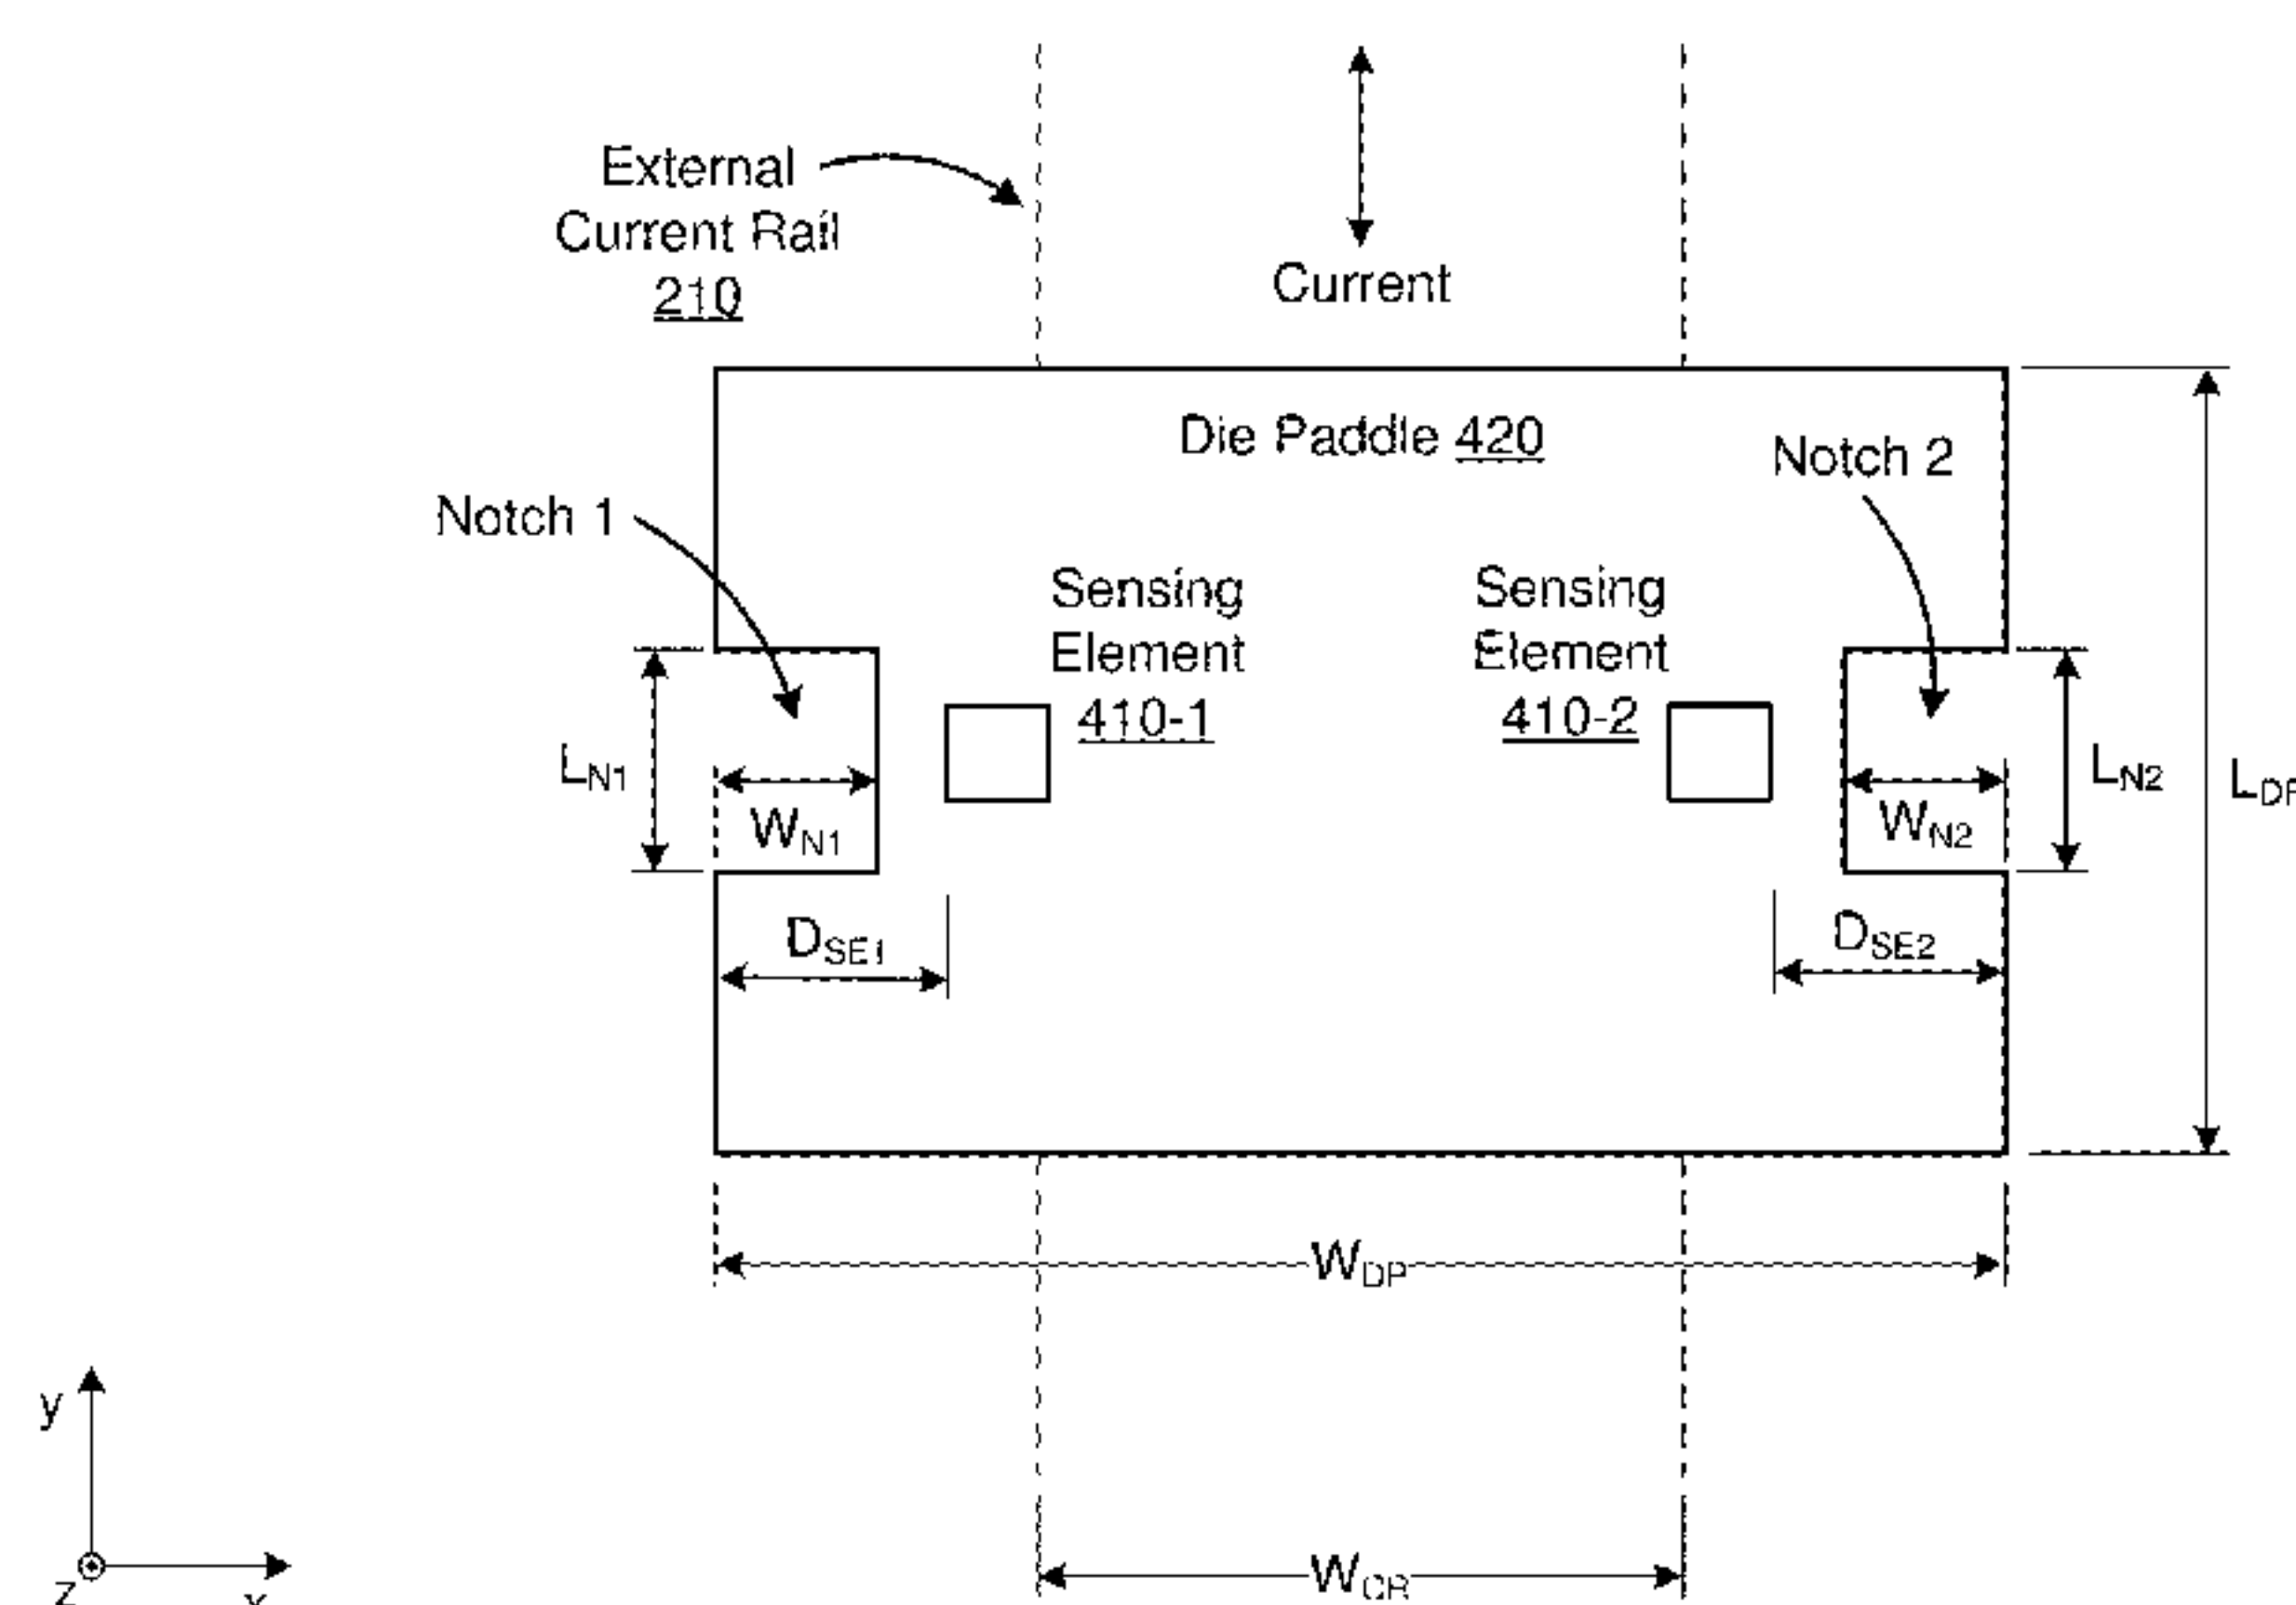 External
Current Rail
210
Current
Die Paddle 420
Notch 2
Notch 1
Sensing
Element
410-1
Sensing
Element
410-2
LN1
WN1
WN2
LN2
LDP
DSE1
DSE2
WDP
WCR
y
z
x